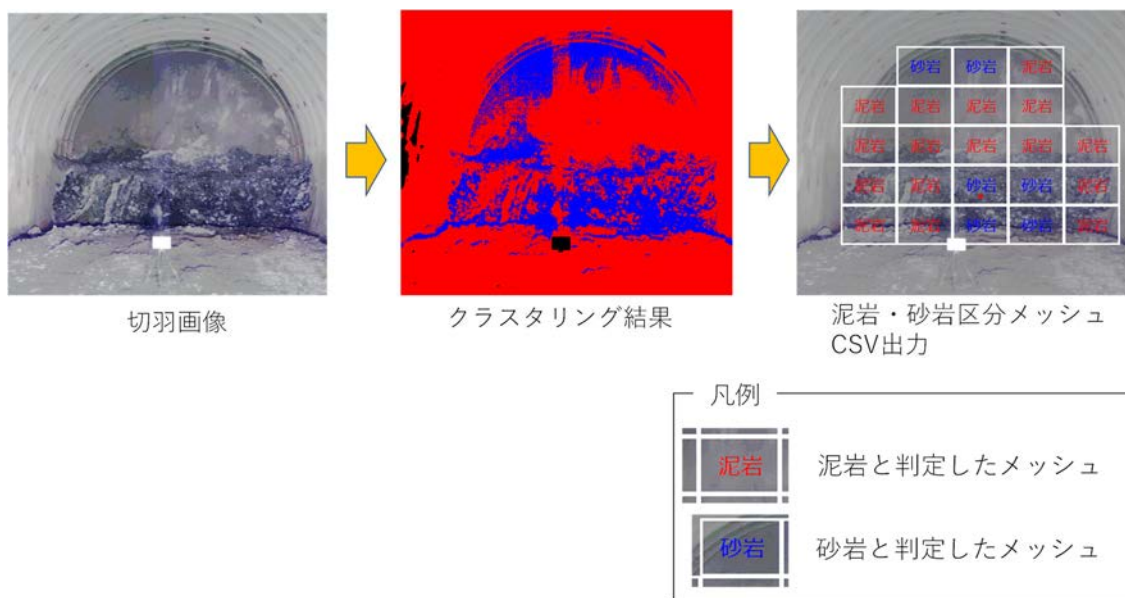 砂岩 砂岩 泥岩
泥岩 泥岩 泥岩 泥岩
泥岩 泥岩 泥岩 泥岩 泥岩
泥岩 泥岩 砂岩 砂岩 泥岩
泥岩 泥岩 砂岩 砂岩 泥岩
切羽画像
クラスタリング結果
泥岩・砂岩区分メッシュ
CSV出力
凡例
泥岩
泥岩と判定したメッシュ
砂岩
砂岩と判定したメッシュ